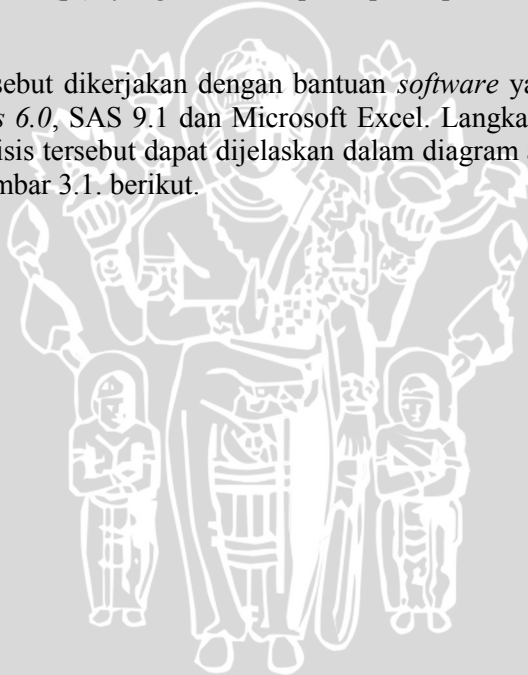 sebut dikerjakan dengan bantuan software ya
s 6.0, SAS 9.1 dan Microsoft Excel. Langka
isis tersebut dapat dijelaskan dalam diagram
mbar 3.1. berikut.